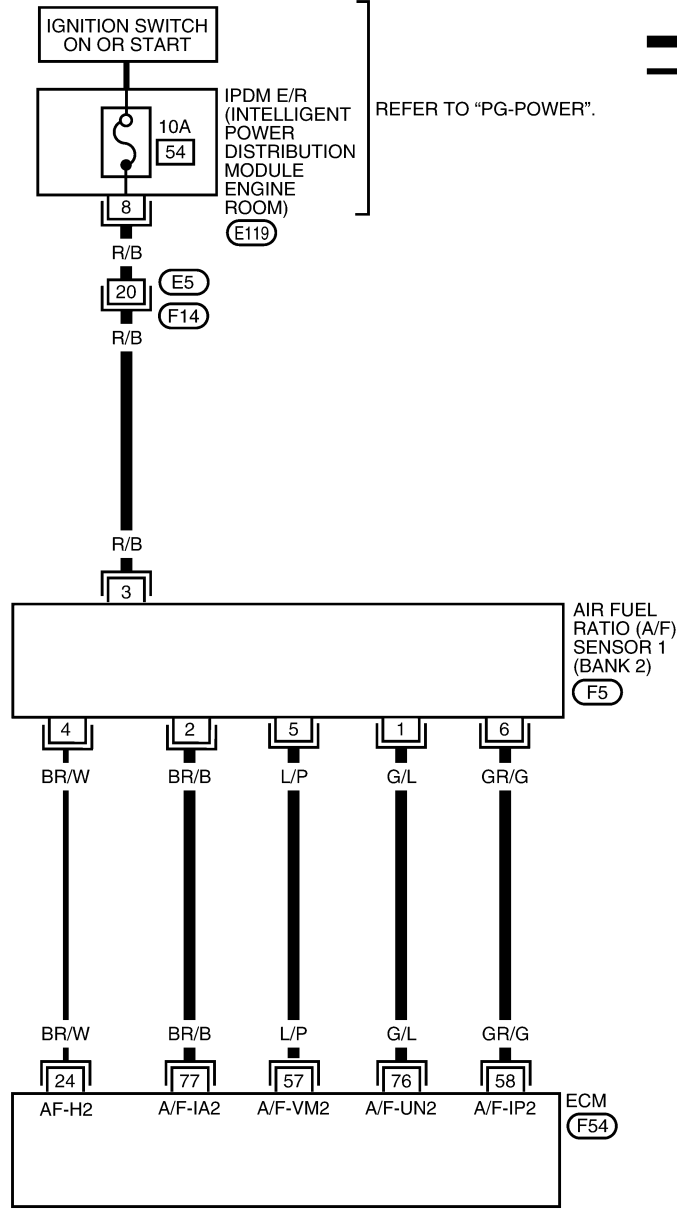 IGNITION SWITCH
ON OR START
IPDM E/R
(INTELLIGENT
POWER
DISTRIBUTION
MODULE
ENGINE
ROOM)
E119
10A
54
REFER TO “PG-POWER”.
8
R/B
20
E5
F14
R/B
R/B
3
AIR FUEL
RATIO (A/F)
SENSOR 1
(BANK 2)
F5
4 2 5 1 6
BR/W BR/B L/P G/L GR/G
BR/W BR/B L/P G/L GR/G
24 77 57 76 58
AF-H2 A/F-IA2 A/F-VM2 A/F-UN2 A/F-IP2
ECM
F54